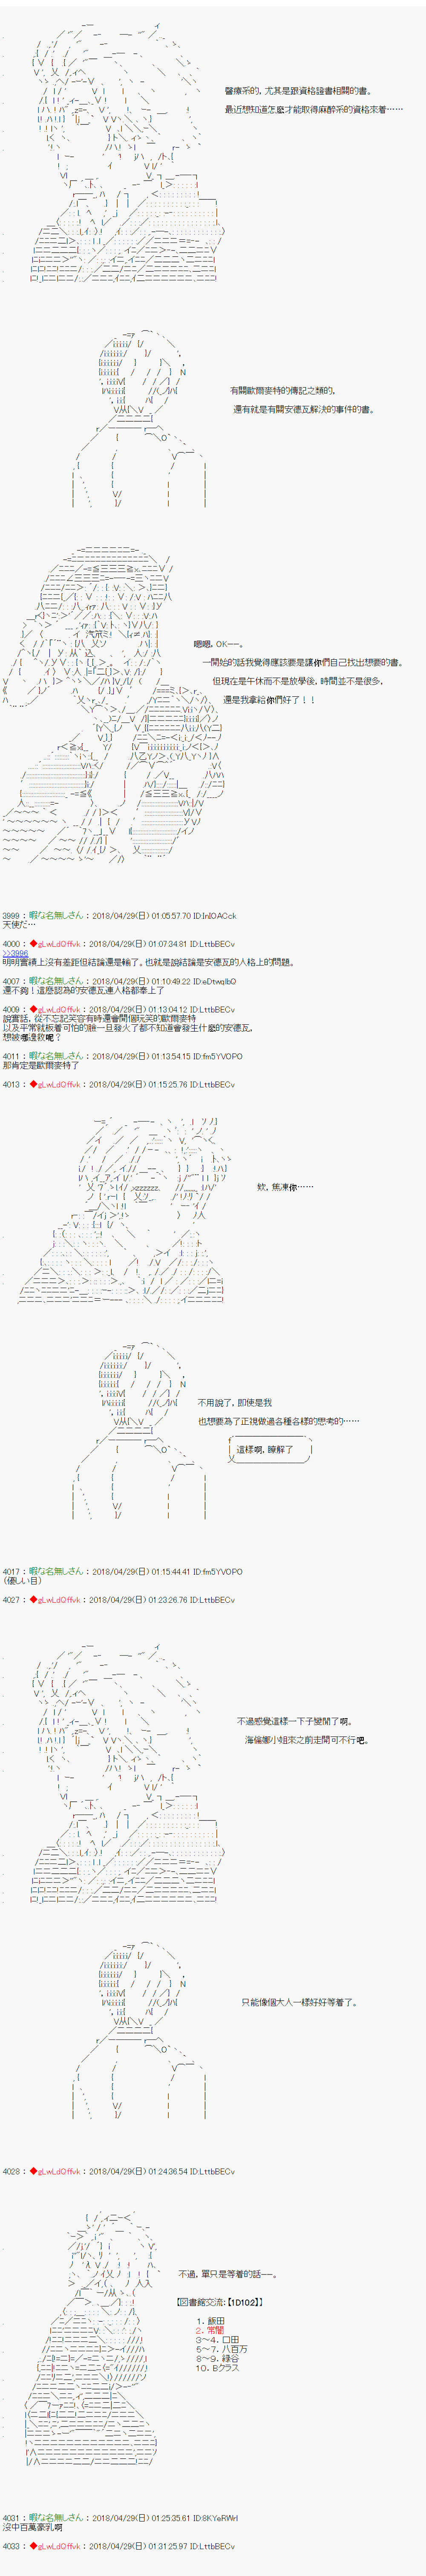 醫療系的，尤其是跟資格證書相關的書。
最近想知道怎麼才能取得麻醉系的資格來着……
有關歐爾麥特的傳記之類的，
還有就是有關安德瓦解決的事件的書。
嗯嗯，OK——。
一開始的話我覺得應該要是讓你們自己找出想要的書。
但現在是午休而不是放學後，時間並不是很多，
還是我拿給你們好了！！
3999 ： 暇な名無しさん ： 2018/04/29(日) 01:05:57.70 ID:InIOACck
天使だ…
4000 ： ◆gLwLdOffvk ： 2018/04/29(日) 01:07:34.81 ID:LttbBECv
>>3996
明明實績上沒有差距但結論還是輸了。也就是說結論是安德瓦的人格上的問題。
4007 ： 暇な名無しさん ： 2018/04/29(日) 01:10:49.22 ID:eDtwqIbO
還不夠！這麼認為的安德瓦連人格都奉上了
4009 ： ◆gLwLdOffvk ： 2018/04/29(日) 01:13:04.12 ID:LttbBECv
說實話，從不忘記笑容有時還會開個玩笑的歐爾麥特
以及平常就板着可怕的臉一旦發火了都不知道會發生什麼的安德瓦，
想被哪邊救呢？
4011 ： 暇な名無しさん ： 2018/04/29(日) 01:13:54.15 ID:fm5YVOPO
那肯定是歐爾麥特了
4013 ： ◆gLwLdOffvk ： 2018/04/29(日) 01:15:25.76 ID:LttbBECv
欸，焦凍你……
不用說了，即使是我
也想要為了正視做過各種各樣的思考的……
這樣啊，瞭解了
4017 ： 暇な名無しさん ： 2018/04/29(日) 01:15:44.41 ID:fm5YVOPO
（優しい目）
4027 ： ◆gLwLdOffvk ： 2018/04/29(日) 01:23:26.76 ID:LttbBECv
不過感覺這樣一下子變閒了啊。
海倫娜小姐來之前走開可不行吧。
只能像個大人一樣好好等着了。
4028 ： ◆gLwLdOffvk ： 2018/04/29(日) 01:24:36.54 ID:LttbBECv
不過，單只是等着的話——。
【図書館交流：【1D10：2】】
1．飯田
2．常闇
3～4．口田
5～7．八百万
8～9．緑谷
10．Bクラス
4031 ： 暇な名無しさん ： 2018/04/29(日) 01:25:35.61 ID:8KYeRWrI
沒中百萬豪乳啊
4033 ： ◆gLwLdOffvk ： 2018/04/29(日) 01:31:25.97 ID:LttbBECv